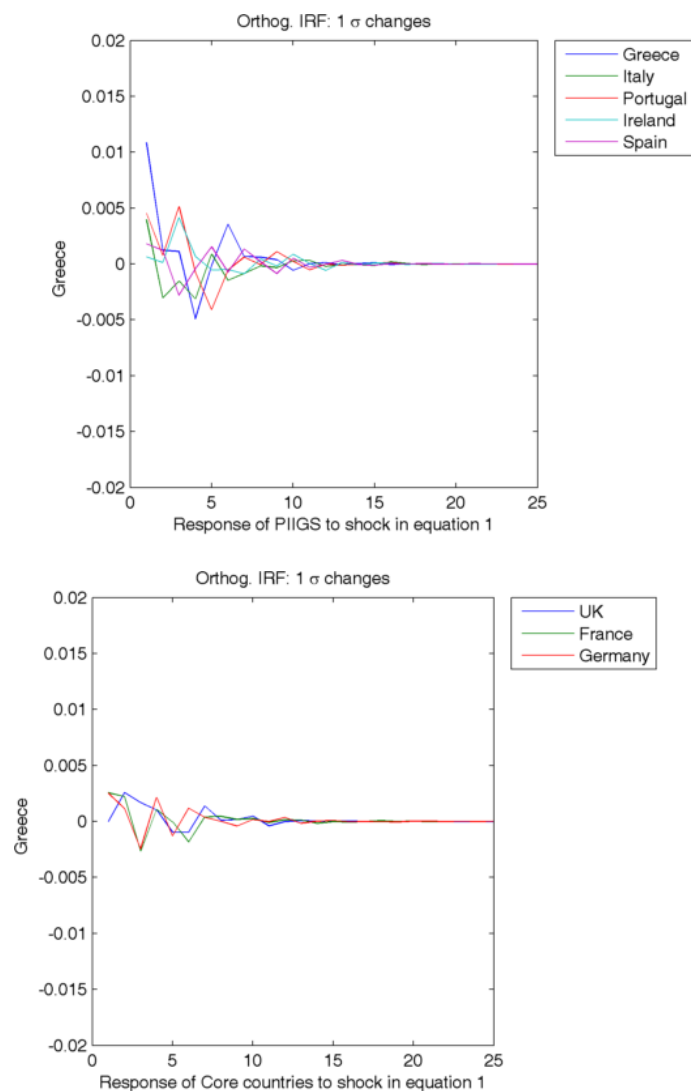 Orthog. IRF: 1 σ changes
0.02
0.015
0.01
0.005
0
-0.005
-0.01
-0.015
-0.02
Greece
0 5 10 15 20 25
Response of PIIGS to shock in equation 1
Greece
Italy
Portugal
Ireland
Spain
Orthog. IRF: 1 σ changes
0.02
0.015
0.01
0.005
0
-0.005
-0.01
-0.015
-0.02
Greece
0 5 10 15 20 25
Response of Core countries to shock in equation 1
UK
France
Germany